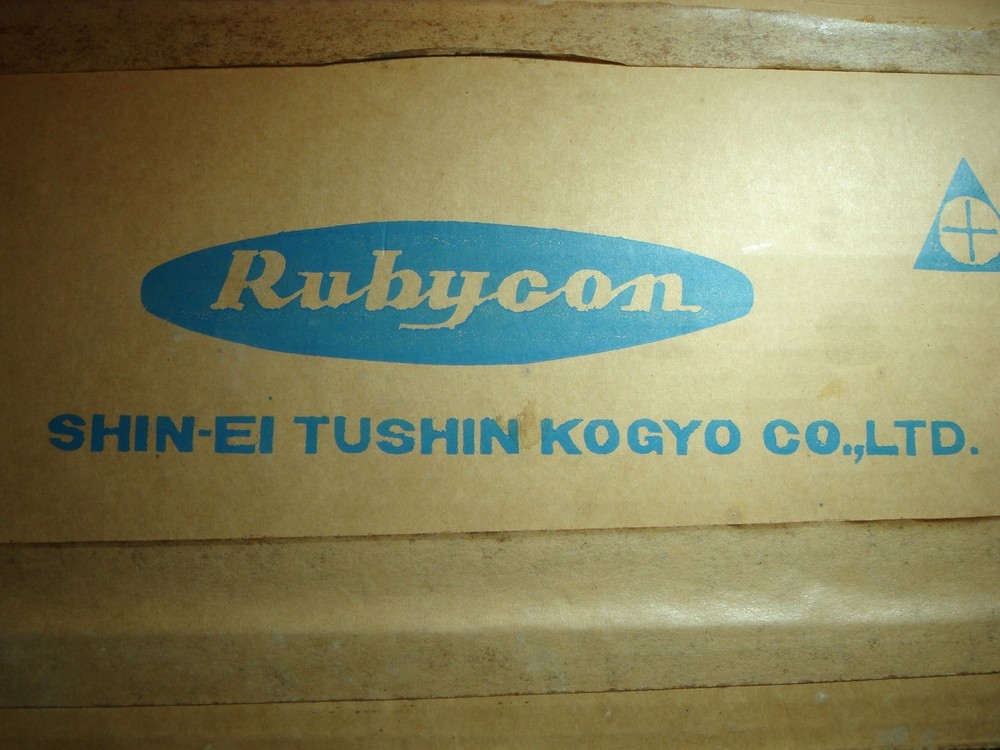 Rubycon
SHIN-EI TUSHIN KOGYO CO.,LTD.